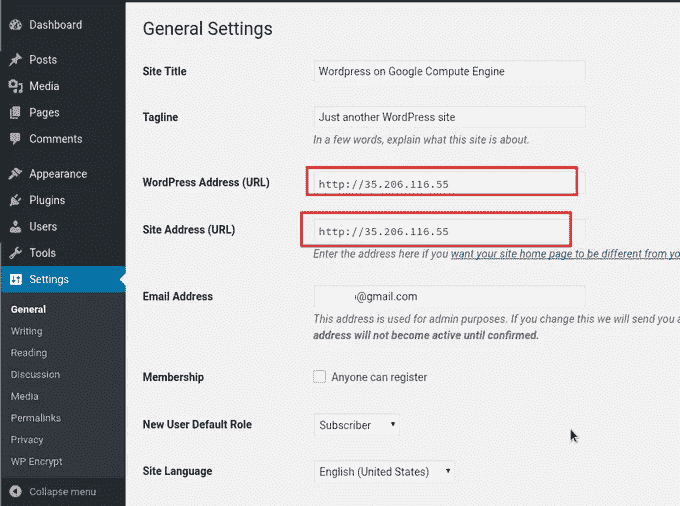 Dashboard
Posts
Media
Pages
Comments
Appearance
Plugins
Users
Tools
Settings
General
Writing
Reading
Discussion
Media
Permalinks
Privacy
WP Encrypt
Collapse menu
General Settings
Site Title
Wordpress on Google Compute Engine
Tagline
Just another WordPress site
In a few words, explain what this site is about.
WordPress Address (URL)
http://35.206.116.55
Site Address (URL)
http://35.206.116.55
Enter the address here if you want your site home page to be different from yo
Email Address
@gmail.com
This address is used for admin purposes. If you change this we will send you a
address will not become active until confirmed.
Membership
Anyone can register
New User Default Role
Subscriber
Site Language
English (United States)